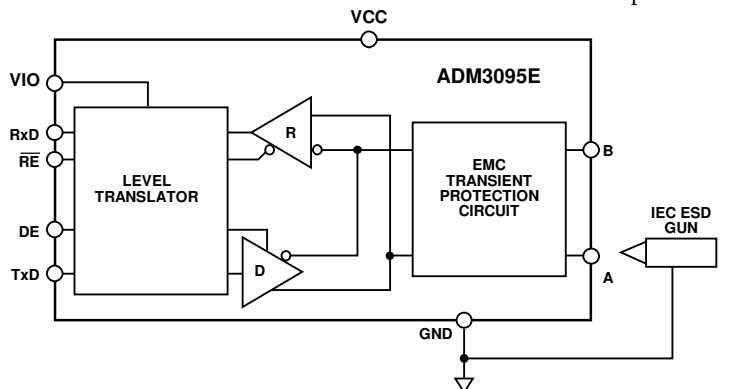 VCC
ADM3095E
VIO
RxD
RE
DE
TxD
LEVEL
TRANSLATOR
R
D
EMC
TRANSIENT
PROTECTION
CIRCUIT
B
A
IEC ESD
GUN
GND